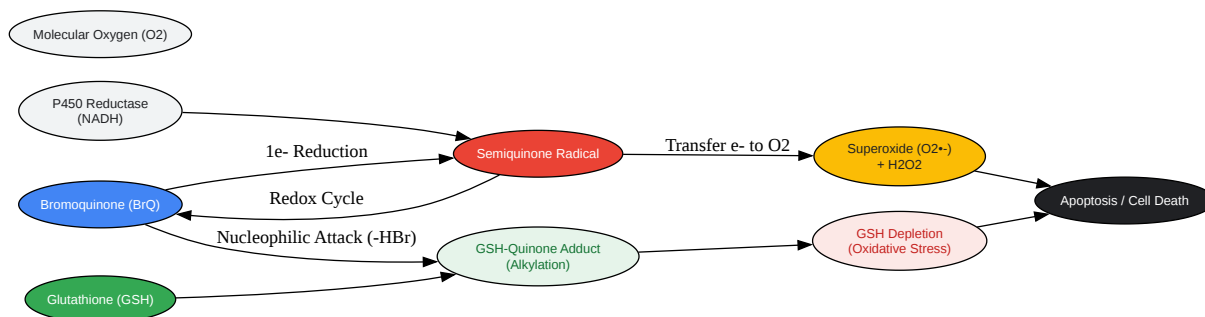 Molecular Oxygen (O2)
P450 Reductase
(NADH)
1e- Reduction
Semiquinone Radical
Transfer e- to O2
Superoxide (O2•-)
+ H2O2
Bromoquinone (BrQ)
Redox Cycle
Apoptosis / Cell Death
Nucleophilic Attack (-HBr)
GSH-Quinone Adduct
(Alkylation)
GSH Depletion
(Oxidative Stress)
Glutathione (GSH)